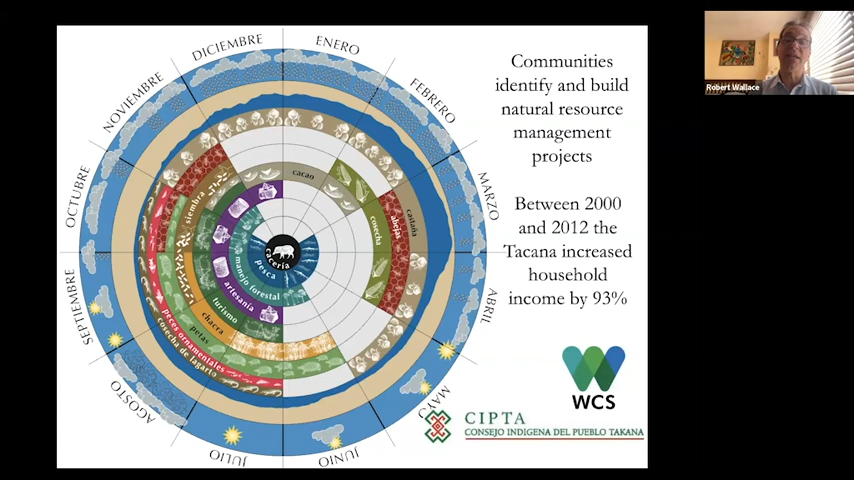 DICIEMBRE
ENERO
FEBRERO
MARZO
ABRIL
MAYO
JUNIO
JULIO
AGOSTO
SEPTIEMBRE
OCTUBRE
NOVIEMBRE
cacao
siembra
cosecha
abejas
castaña
cacería
pesca
manejo forestal
artesanía
turismo
chacra
petas
peces ornamentales
cosecha de lagarto
Communities
identify and build
natural resource
management
projects
Between 2000
and 2012 the
Tacana increased
household
income by 93%
WCS
CIPTA
CONSEJO INDIGENA DEL PUEBLO TAKANA
Robert Wallace